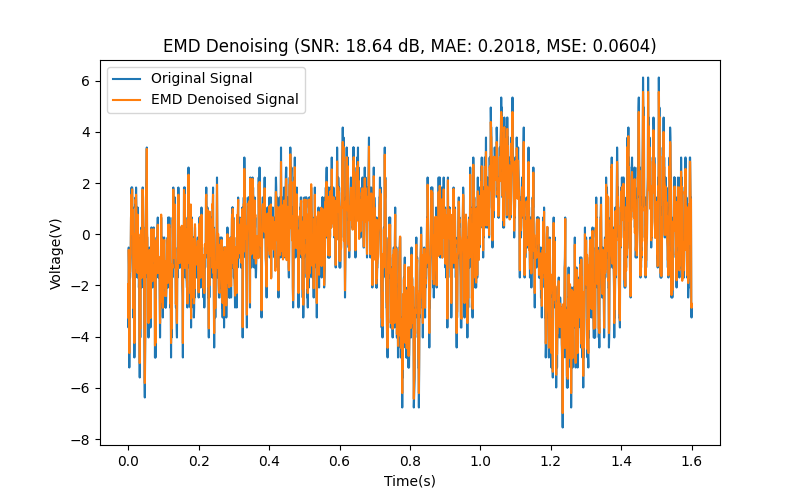 EMD Denoising (SNR: 18.64 dB, MAE: 0.2018, MSE: 0.0604)
Original Signal
EMD Denoised Signal
Voltage(V)
6
4
2
0
−2
−4
−6
−8
0.0 0.2 0.4 0.6 0.8 1.0 1.2 1.4 1.6
Time(s)